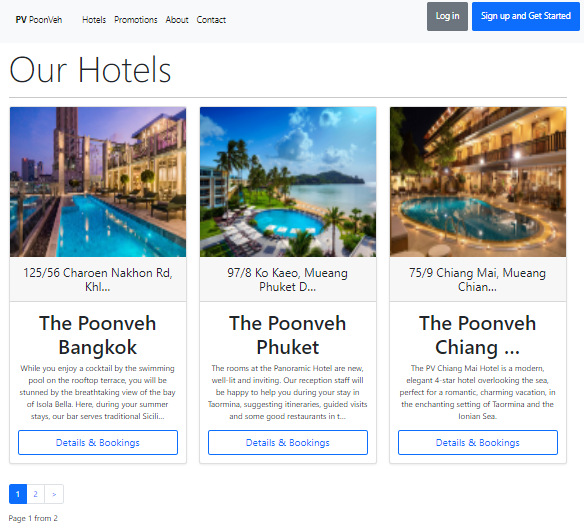 PV PoonVeh
Hotels
Promotions
About
Contact
Log in
Sign up and Get Started
Our Hotels
125/56 Charoen Nakhon Rd,
Khl...
The Poonveh
Bangkok
While you enjoy a cocktail by the swimming
pool on the rooftop terrace, you will be
stunned by the breathtaking view of the bay
of Isola Bella. Here, during your summer
stays, our bar serves traditional Sicili...
Details & Bookings
97/8 Ko Kaeo, Mueang
Phuket D...
The Poonveh
Phuket
The rooms at the Panoramic Hotel are new,
well-lit and inviting. Our reception staff will
be happy to help you during your stay in
Taormina, suggesting itineraries, guided visits
and some good restaurants in t...
Details & Bookings
75/9 Chiang Mai, Mueang
Chian...
The Poonveh
Chiang ...
The PV Chiang Mai Hotel is a modern,
elegant 4-star hotel overlooking the sea,
perfect for a romantic, charming vacation, in
the enchanting setting of Taormina and the
Ionian Sea.
Details & Bookings
1
2
>
Page 1 from 2